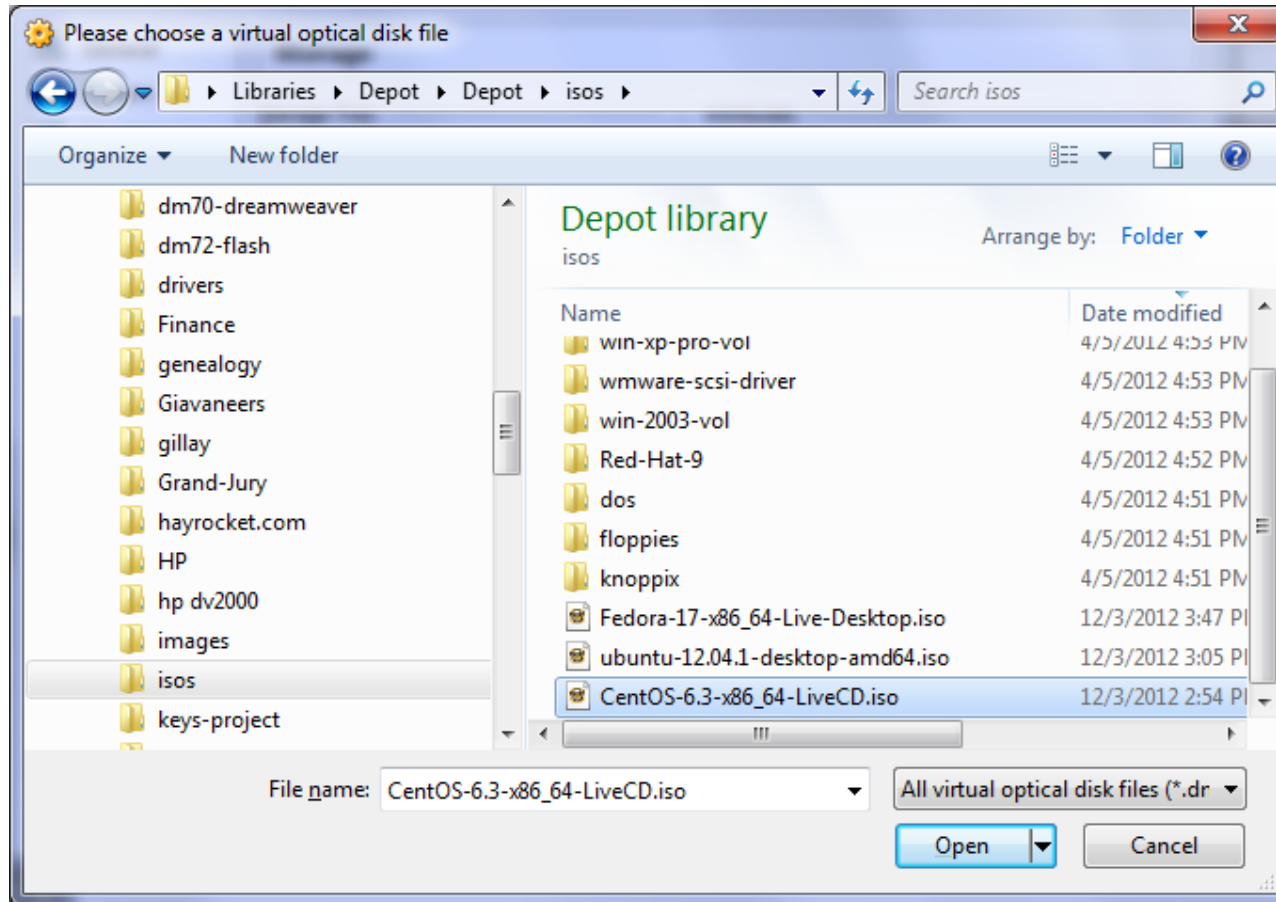 Please choose a virtual optical disk file
Libraries Depot Depot isos
Search isos
Organize New folder
dm70-dreamweaver
dm72-flash
drivers
Finance
genealogy
Giavaneers
gillay
Grand-Jury
hayrocket.com
HP
hp dv2000
images
isos
keys-project
Depot library
isos
Arrange by: Folder
Name Date modified
win-xp-pro-vol 4/5/2012 4:53 PM
wmware-scsi-driver 4/5/2012 4:53 PM
win-2003-vol 4/5/2012 4:53 PM
Red-Hat-9 4/5/2012 4:52 PM
dos 4/5/2012 4:51 PM
floppies 4/5/2012 4:51 PM
knoppix 4/5/2012 4:51 PM
Fedora-17-x86_64-Live-Desktop.iso 12/3/2012 3:47 P
ubuntu-12.04.1-desktop-amd64.iso 12/3/2012 3:05 P
CentOS-6.3-x86_64-LiveCD.iso 12/3/2012 2:54 P
File name: CentOS-6.3-x86_64-LiveCD.iso All virtual optical disk files (*.dr
Open Cancel